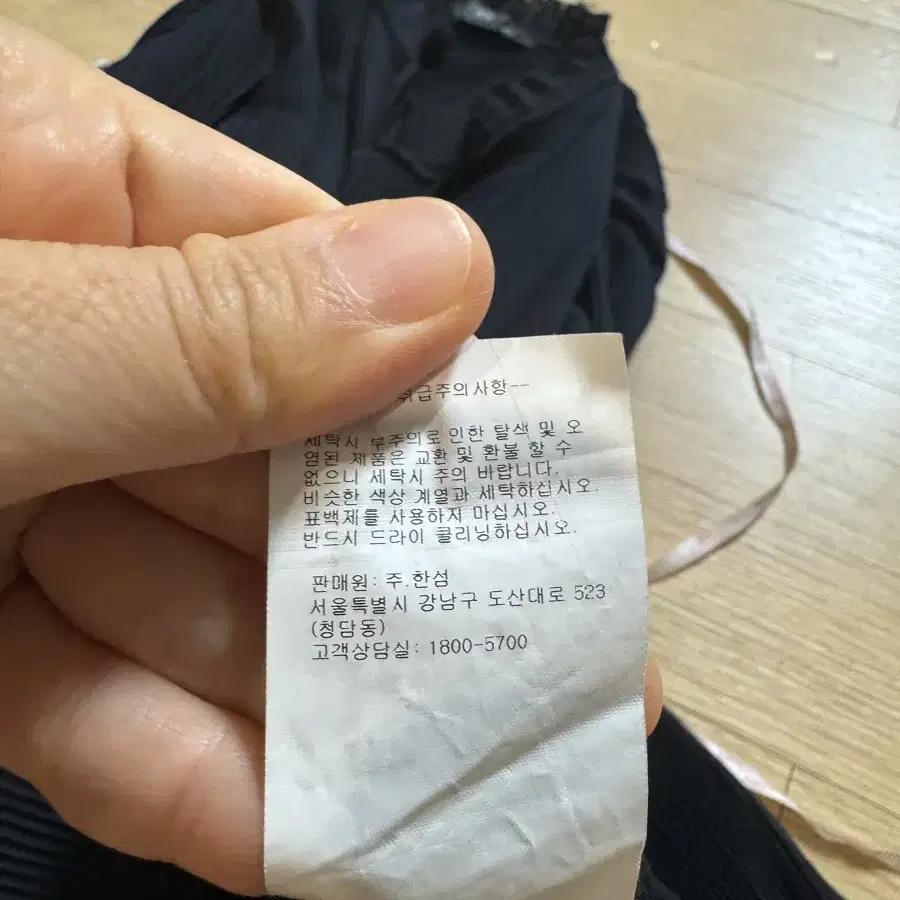 취급주의사항--
세탁시 부주의로 인한 탈색 및 오
염된 제품은 교환 및 환불 할 수
없으니 세탁시 주의 바랍니다.
비슷한 색상 계열과 세탁하십시오.
표백제를 사용하지 마십시오.
반드시 드라이 클리닝하십시오.
판매원: 주.한섬
서울특별시 강남구 도산대로 523
(청담동)
고객상담실: 1800-5700